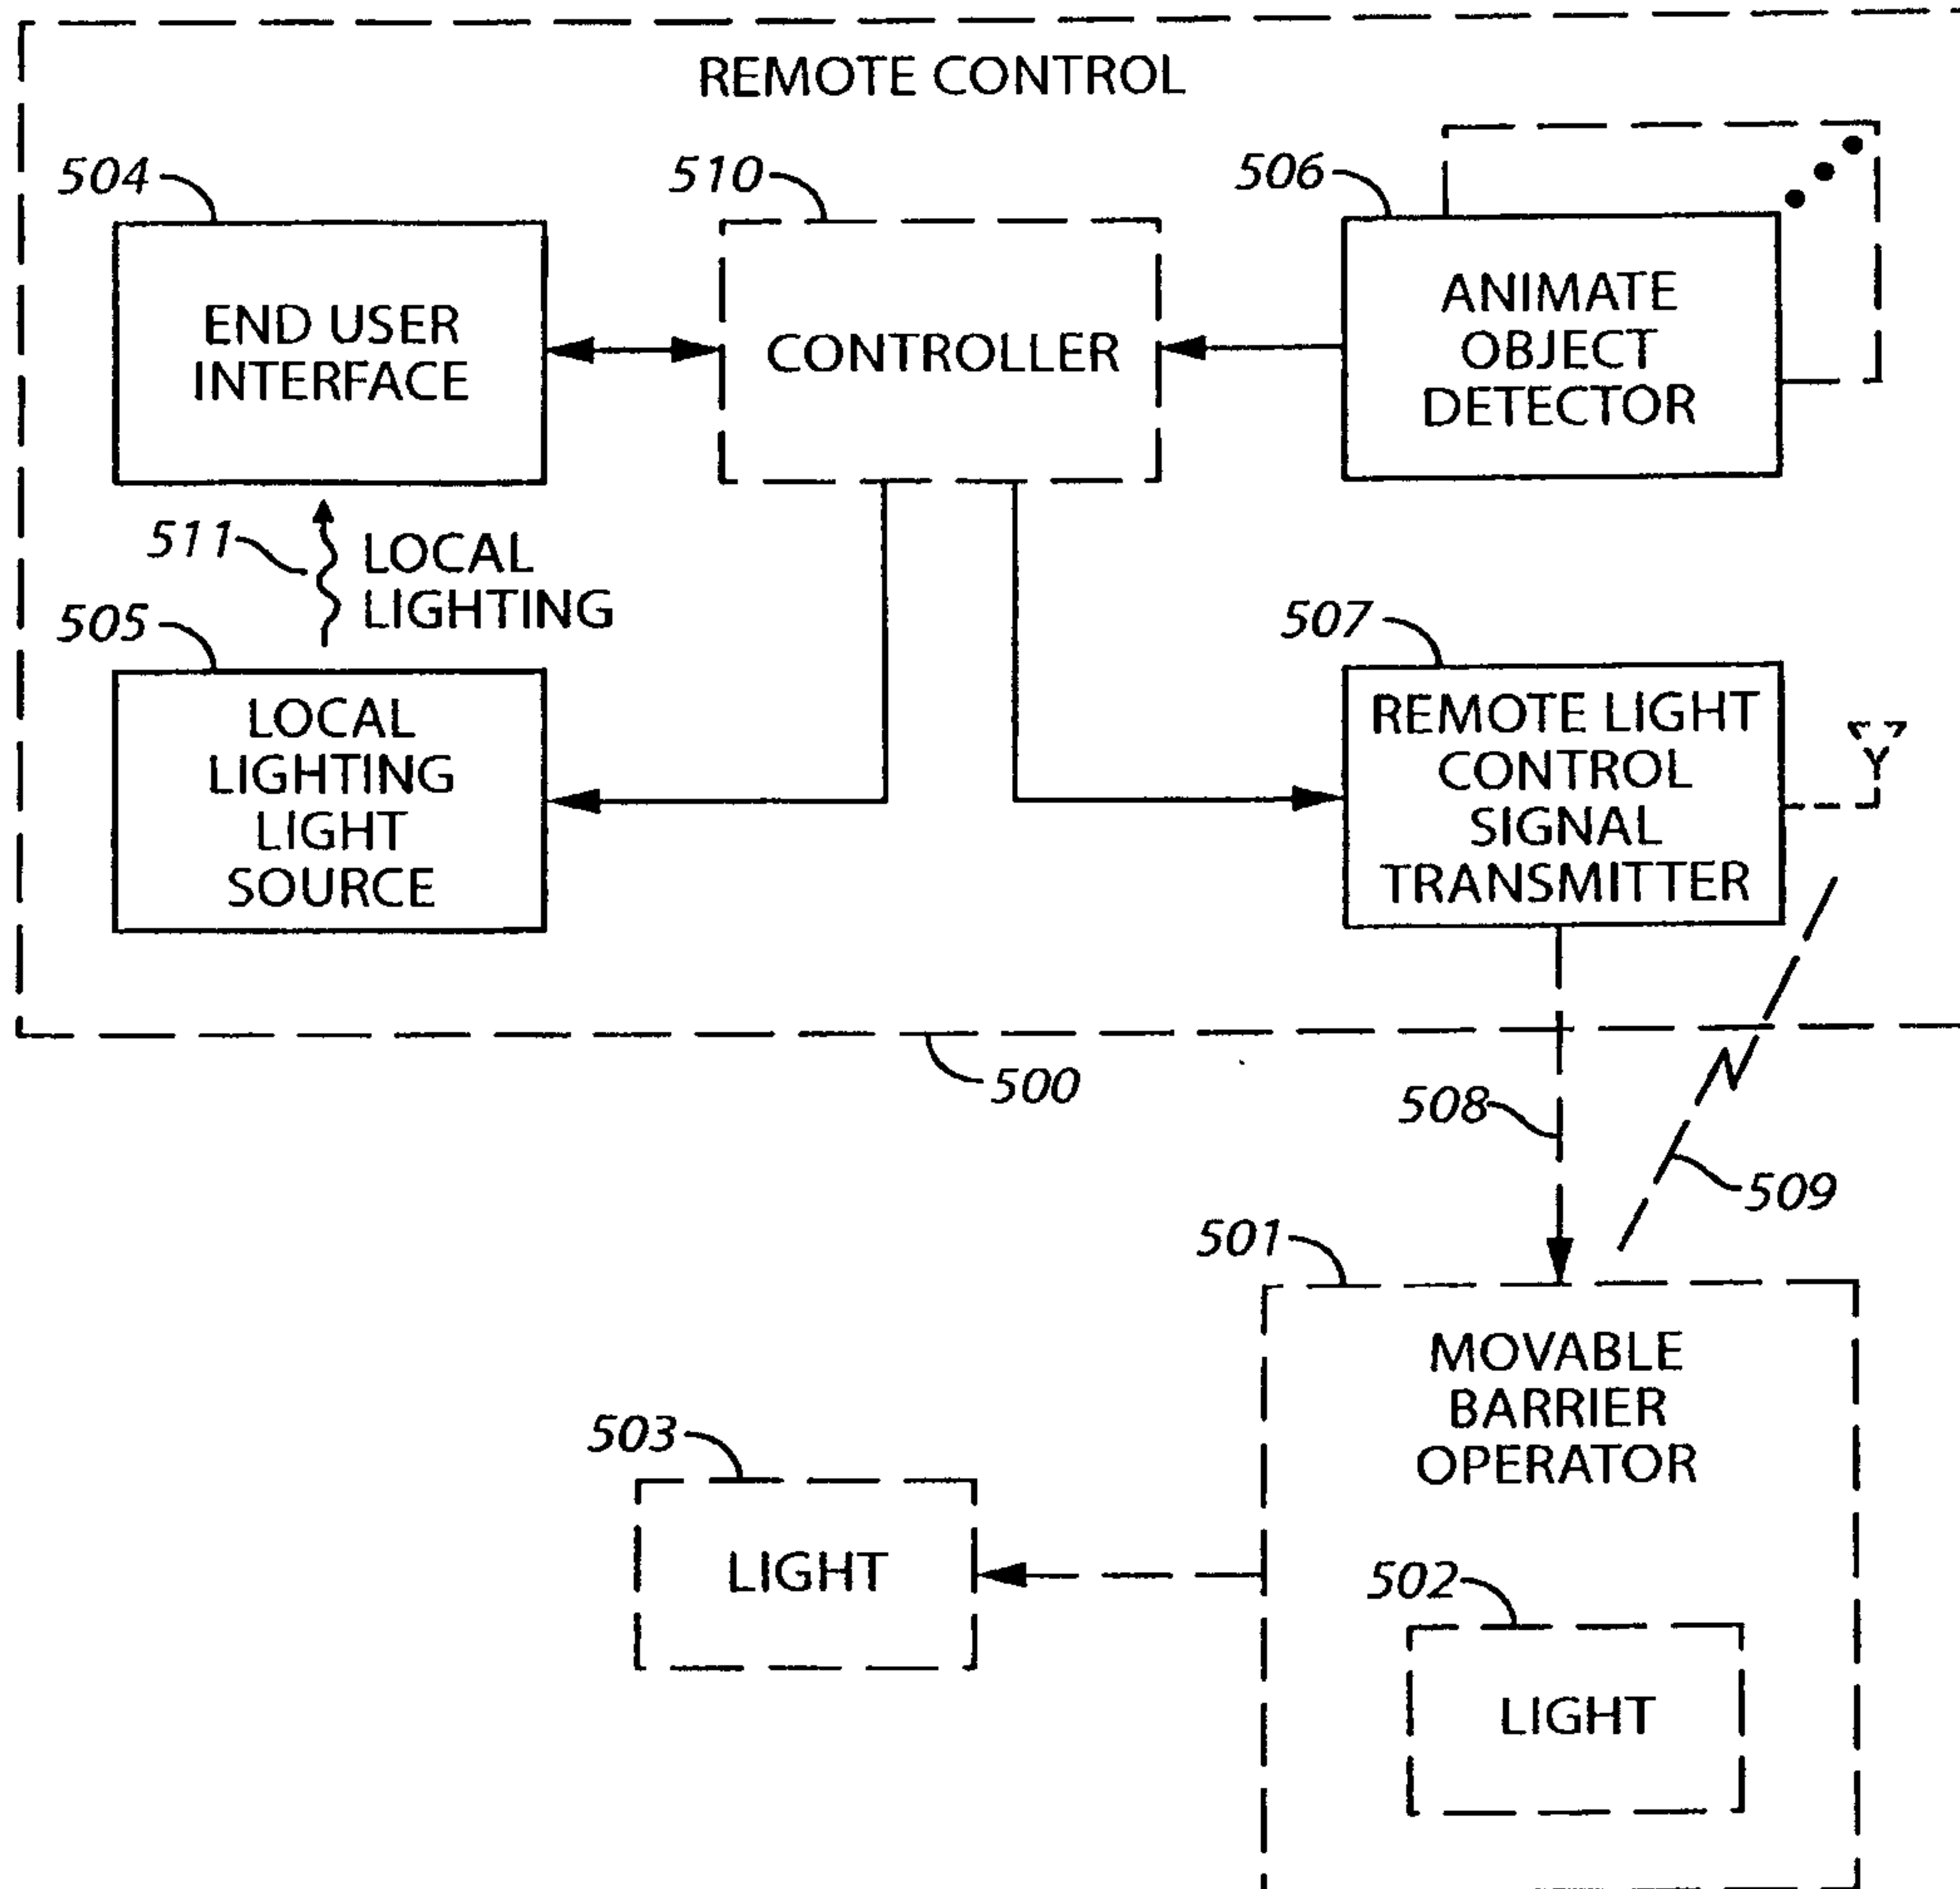 REMOTE CONTROL
504
510
506
END USER
INTERFACE
CONTROLLER
ANIMATE
OBJECT
DETECTOR
511
LOCAL
LIGHTING
505
507
LOCAL
LIGHTING
LIGHT
SOURCE
REMOTE LIGHT
CONTROL
SIGNAL
TRANSMITTER
500
508
509
501
MOVABLE
BARRIER
OPERATOR
503
LIGHT
502
LIGHT